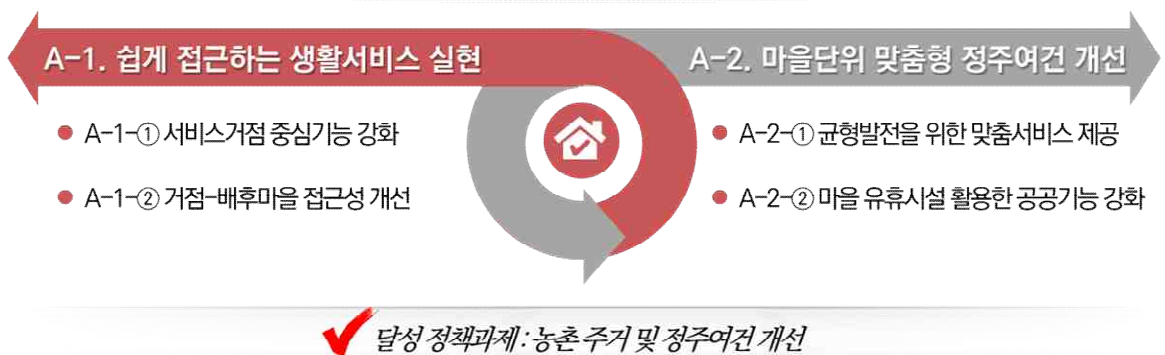 A-1. 쉽게 접근하는 생활서비스 실현
A-1-① 서비스거점 중심기능 강화
A-1-② 거점-배후마을 접근성 개선
A-2. 마을단위 맞춤형 정주여건 개선
A-2-① 균형발전을 위한 맞춤서비스 제공
A-2-② 마을 유휴시설 활용한 공공기능 강화
달성 정책과제 : 농촌 주거 및 정주여건 개선